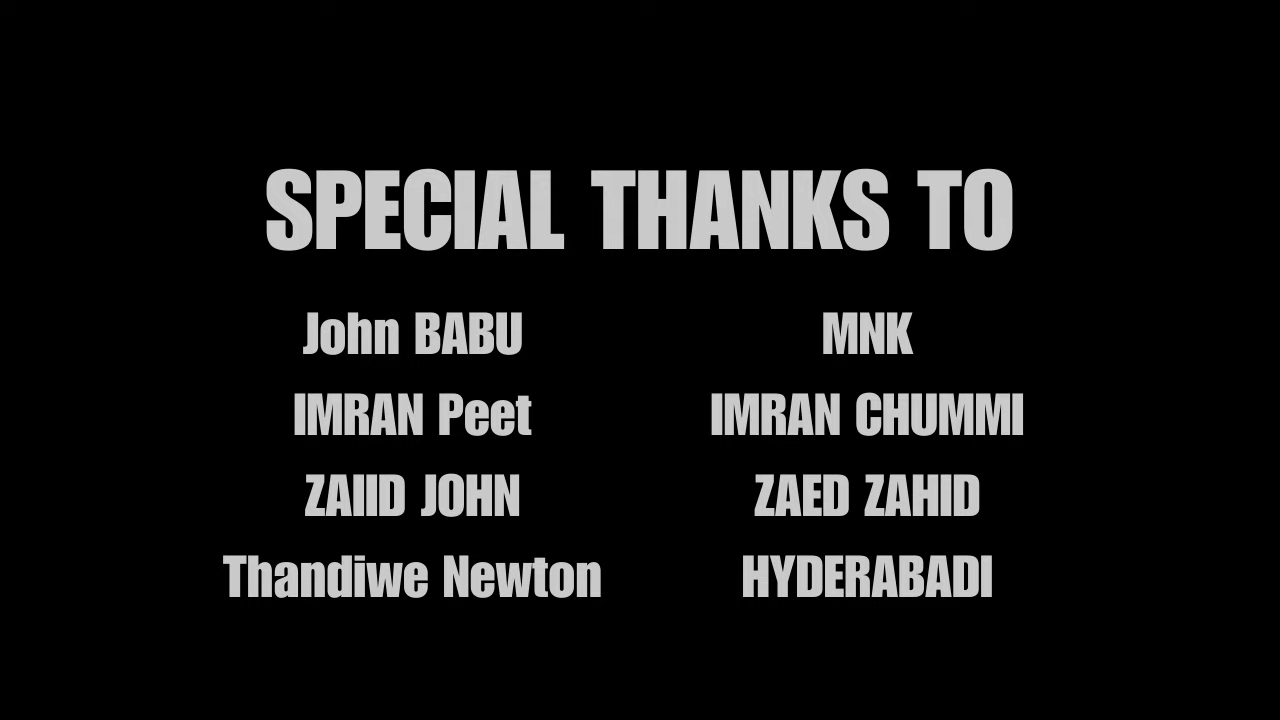 SPECIAL THANKS TO
John BABU
MNK
IMRAN Peet
IMRAN CHUMMI
ZAIID JOHN
ZAED ZAHID
Thandiwe Newton
HYDERABADI